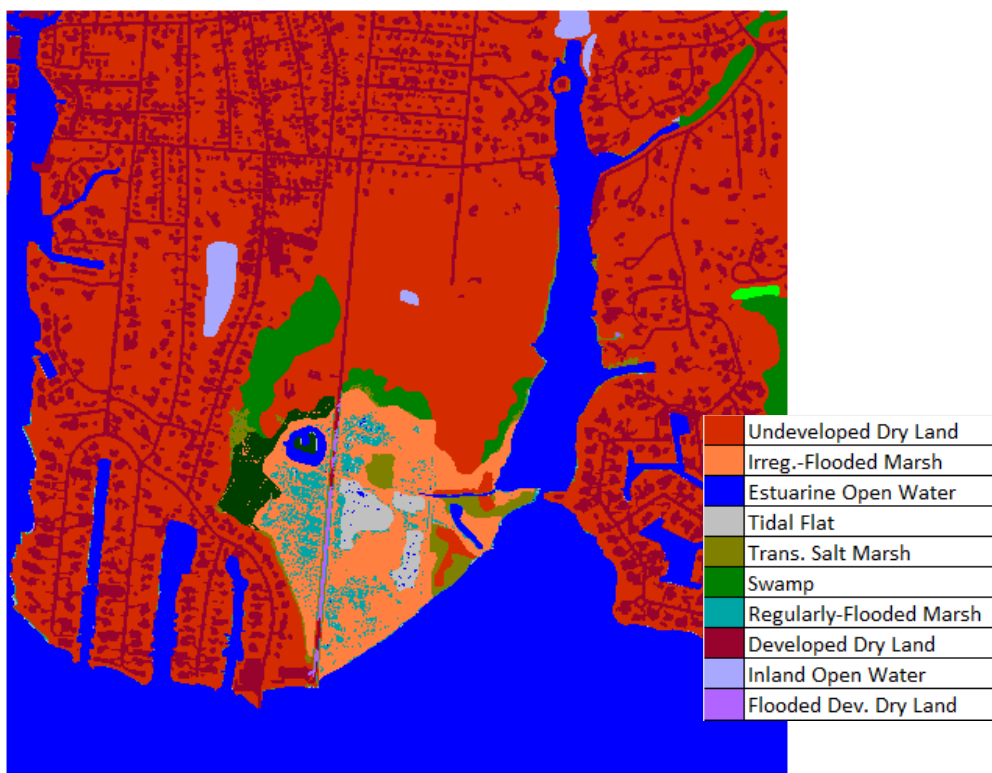 Undeveloped Dry Land
Irreg.-Flooded Marsh
Estuarine Open Water
Tidal Flat
Trans. Salt Marsh
Swamp
Regularly-Flooded Marsh
Developed Dry Land
Inland Open Water
Flooded Dev. Dry Land